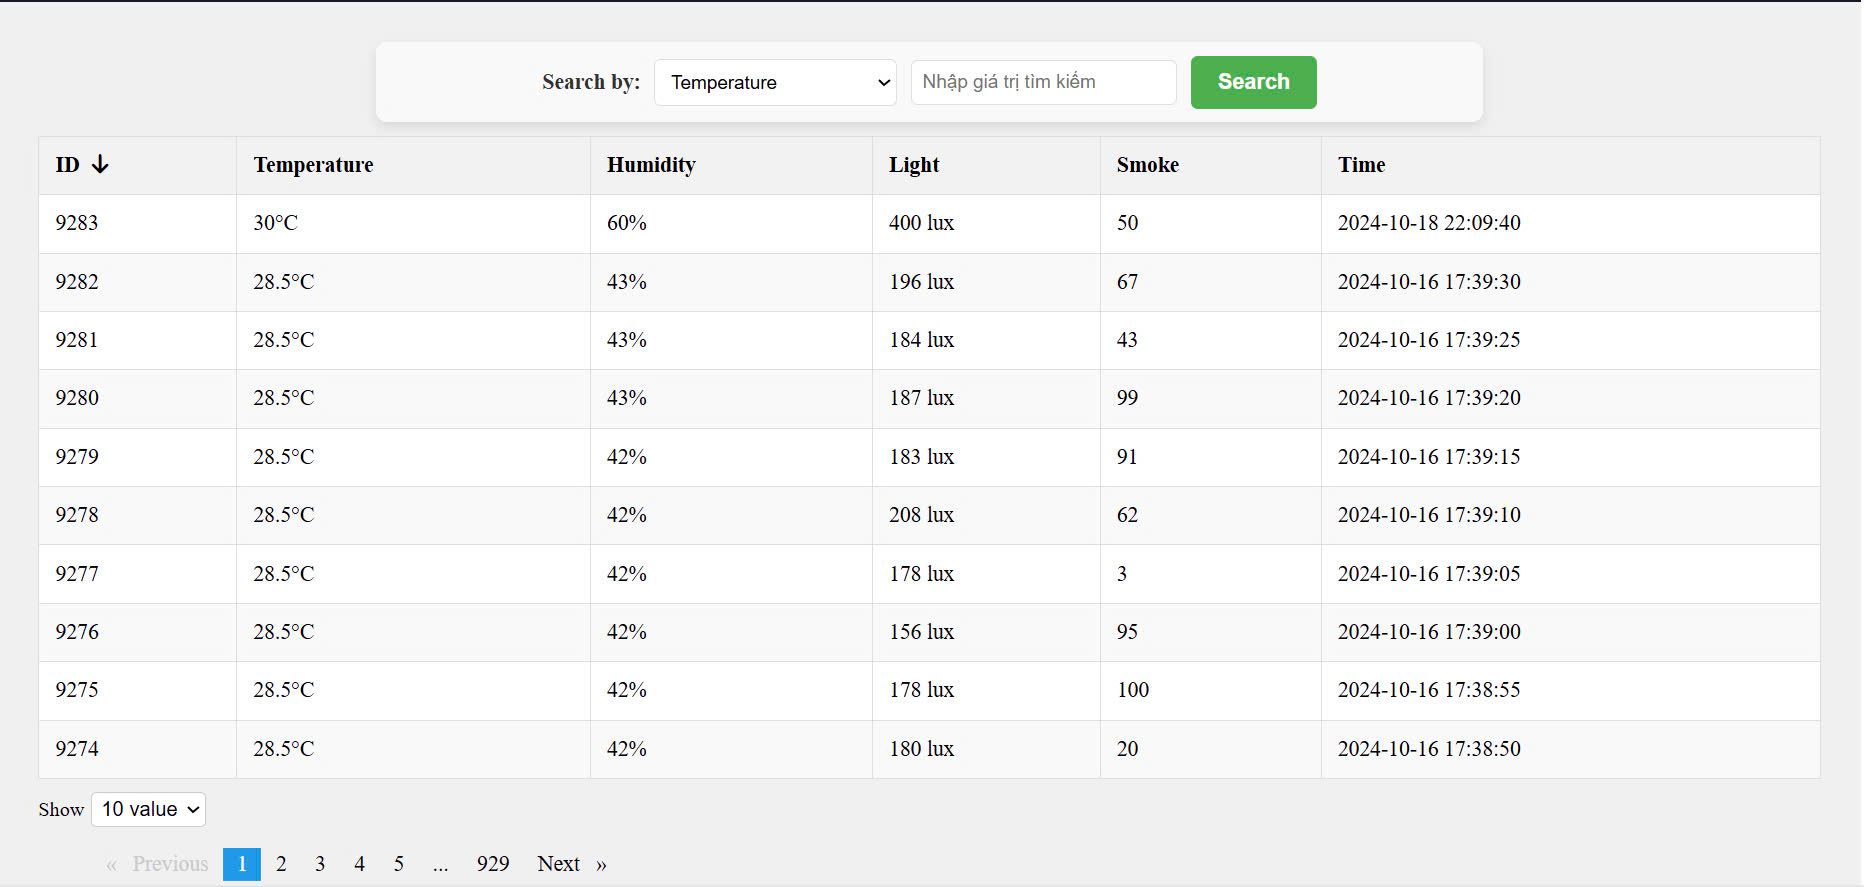 Search by: Temperature Nhập giá trị tìm kiếm Search
ID ↓ Temperature Humidity Light Smoke Time
9283 30°C 60% 400 lux 50 2024-10-18 22:09:40
9282 28.5°C 43% 196 lux 67 2024-10-16 17:39:30
9281 28.5°C 43% 184 lux 43 2024-10-16 17:39:25
9280 28.5°C 43% 187 lux 99 2024-10-16 17:39:20
9279 28.5°C 42% 183 lux 91 2024-10-16 17:39:15
9278 28.5°C 42% 208 lux 62 2024-10-16 17:39:10
9277 28.5°C 42% 178 lux 3 2024-10-16 17:39:05
9276 28.5°C 42% 156 lux 95 2024-10-16 17:39:00
9275 28.5°C 42% 178 lux 100 2024-10-16 17:38:55
9274 28.5°C 42% 180 lux 20 2024-10-16 17:38:50
Show 10 value
« Previous 1 2 3 4 5 ... 929 Next »